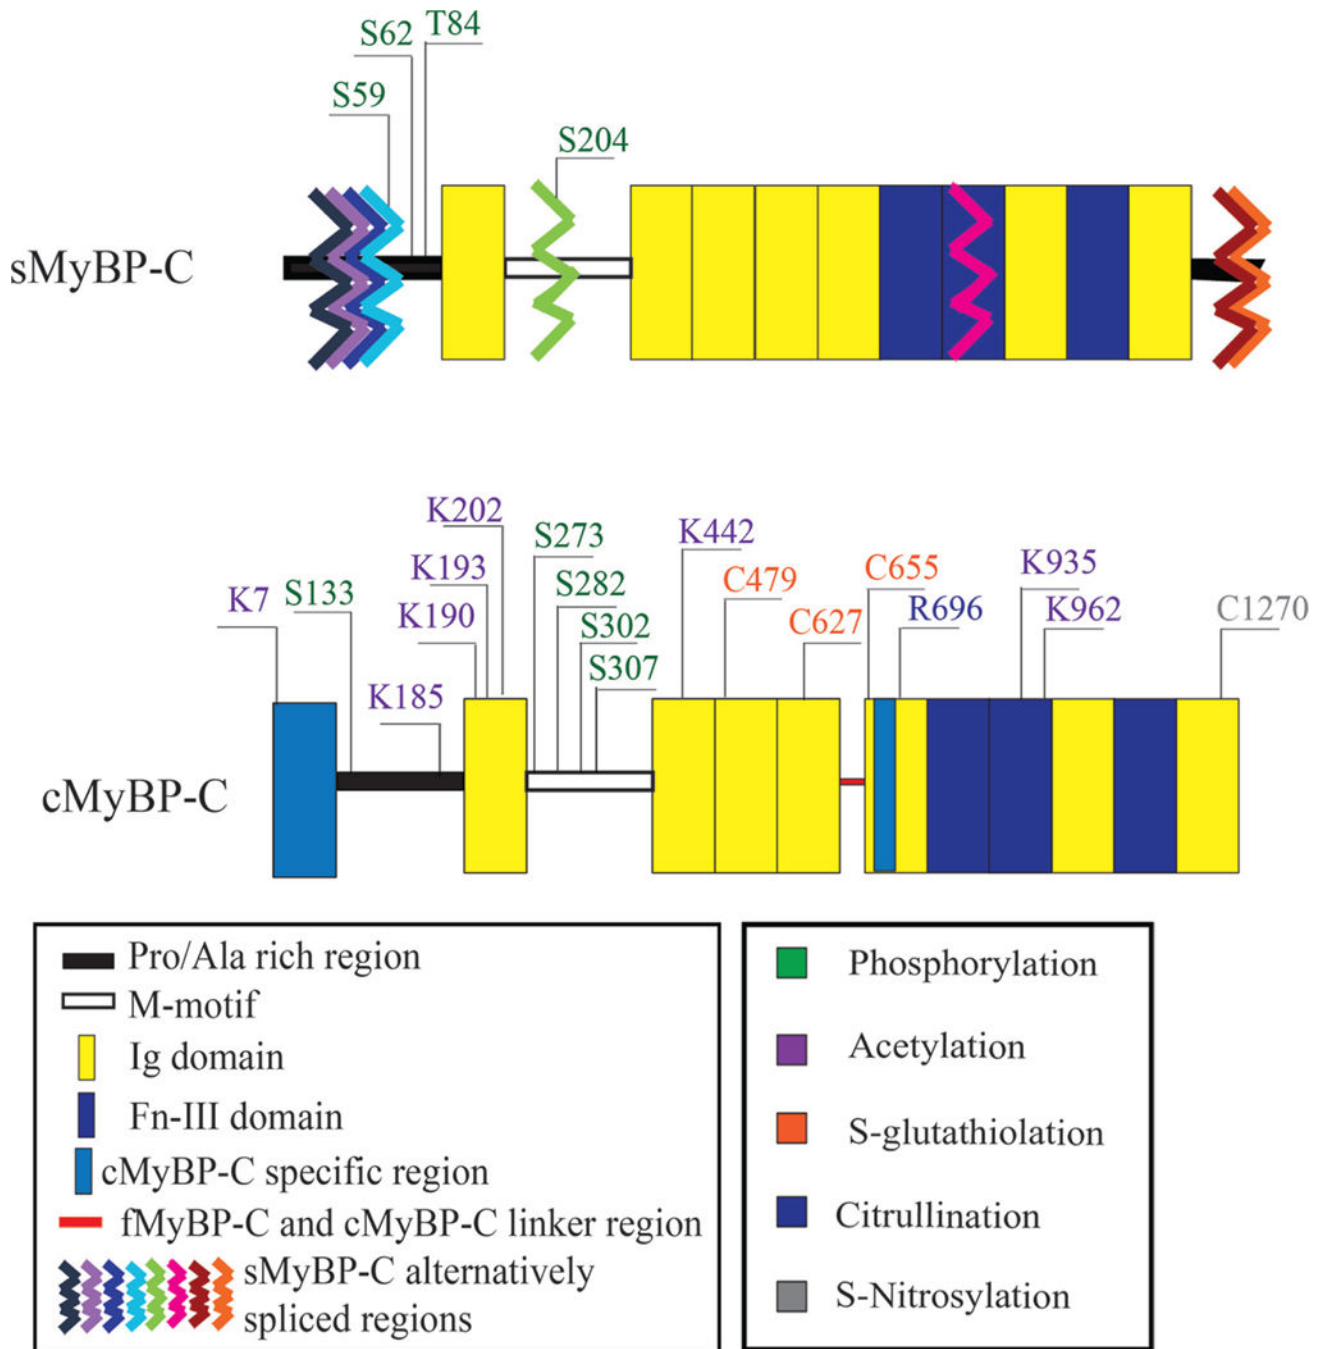 T84
S62
S59
S204
sMyBP-C
K202
S273
K442
K935
K193
S282
C479
C655
K7
S133
K190
S302
C627
R696
K962
C1270
S307
K185
cMyBP-C
Pro/Ala rich region
M-motif
Ig domain
Fn-III domain
cMyBP-C specific region
fMyBP-C and cMyBP-C linker region
sMyBP-C alternatively
spliced regions
Phosphorylation
Acetylation
S-glutathiolation
Citrullination
S-Nitrosylation